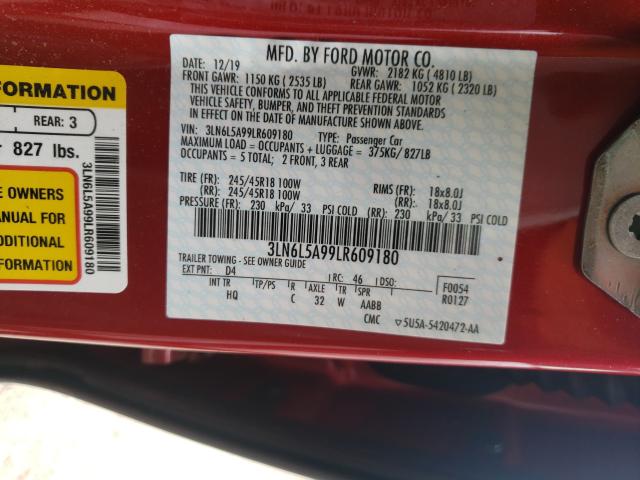 FORMATION
REAR: 3
827 lbs.
E OWNERS
MANUAL FOR
ADDITIONAL
INFORMATION
3LN6L5A99LR609180
MFD. BY FORD MOTOR CO.
DATE: 12/19 GVWR: 2182 KG ( 4810 LB)
FRONT GAWR: 1150 KG ( 2535 LB) REAR GAWR: 1052 KG ( 2320 LB)
THIS VEHICLE CONFORMS TO ALL APPLICABLE FEDERAL MOTOR
VEHICLE SAFETY, BUMPER, AND THEFT PREVENTION STANDARDS
IN EFFECT ON THE DATE OF MANUFACTURE SHOWN ABOVE.
VIN: 3LN6L5A99LR609180 TYPE: Passenger Car
MAXIMUM LOAD = OCCUPANTS + LUGGAGE = 375KG/ 827LB
OCCUPANTS = 5 TOTAL; 2 FRONT, 3 REAR
TIRE (FR): 245/45R18 100W RIMS (FR): 18x8.0J
(RR): 245/45R18 100W (RR): 18x8.0J
PRESSURE (FR): 230 kPa/ 33 PSI COLD (RR): 230 kPa/ 33 PSI COLD
3LN6L5A99LR609180
TRAILER TOWING - SEE OWNER GUIDE
EXT PNT: D4 RC: 46 DSO: F0054
INT TR TP/PS R AXLE TR SPR R0127
HQ C 32 W AABB
CMC ▽5U5A-5420472-AA